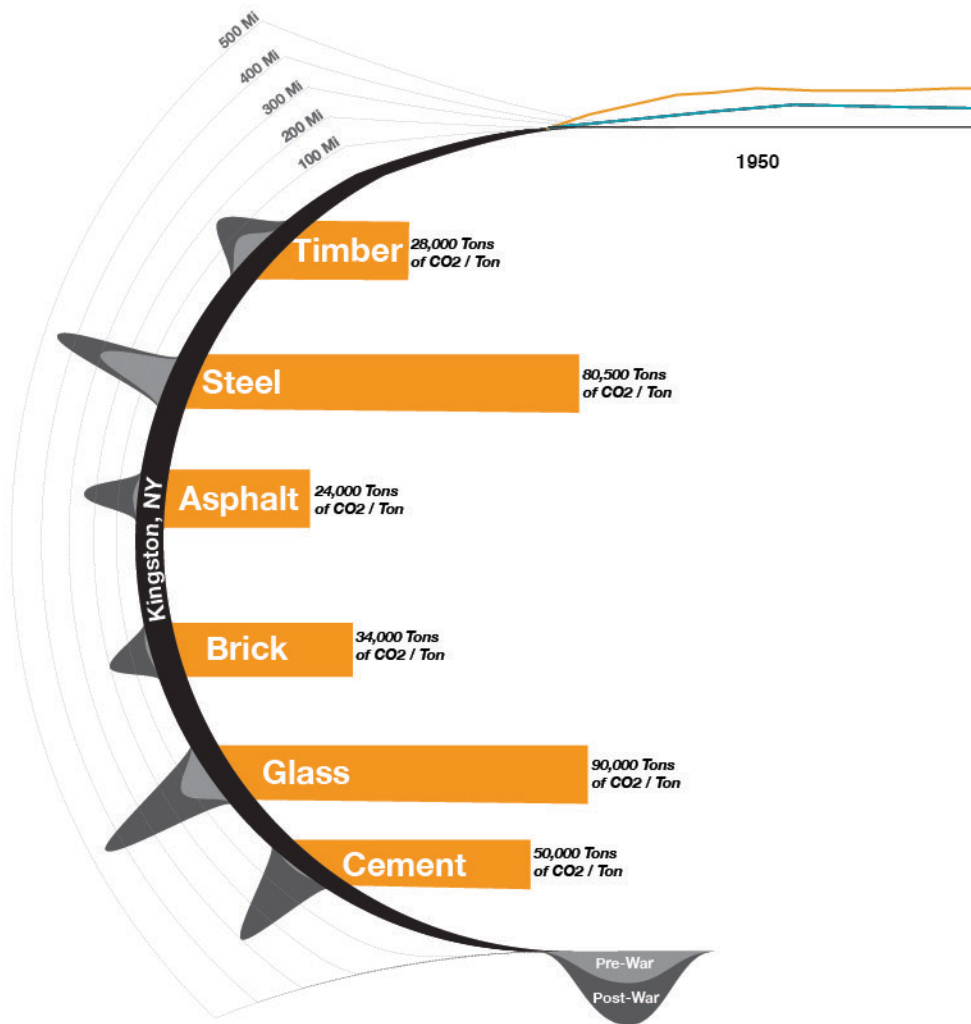 500 Mi
400 Mi
300 Mi
200 Mi
100 Mi
1950
Timber
28,000 Tons
of CO2 / Ton
Steel
80,500 Tons
of CO2 / Ton
Asphalt
24,000 Tons
of CO2 / Ton
Kingston, NY
Brick
34,000 Tons
of CO2 / Ton
Glass
90,000 Tons
of CO2 / Ton
Cement
50,000 Tons
of CO2 / Ton
Pre-War
Post-War